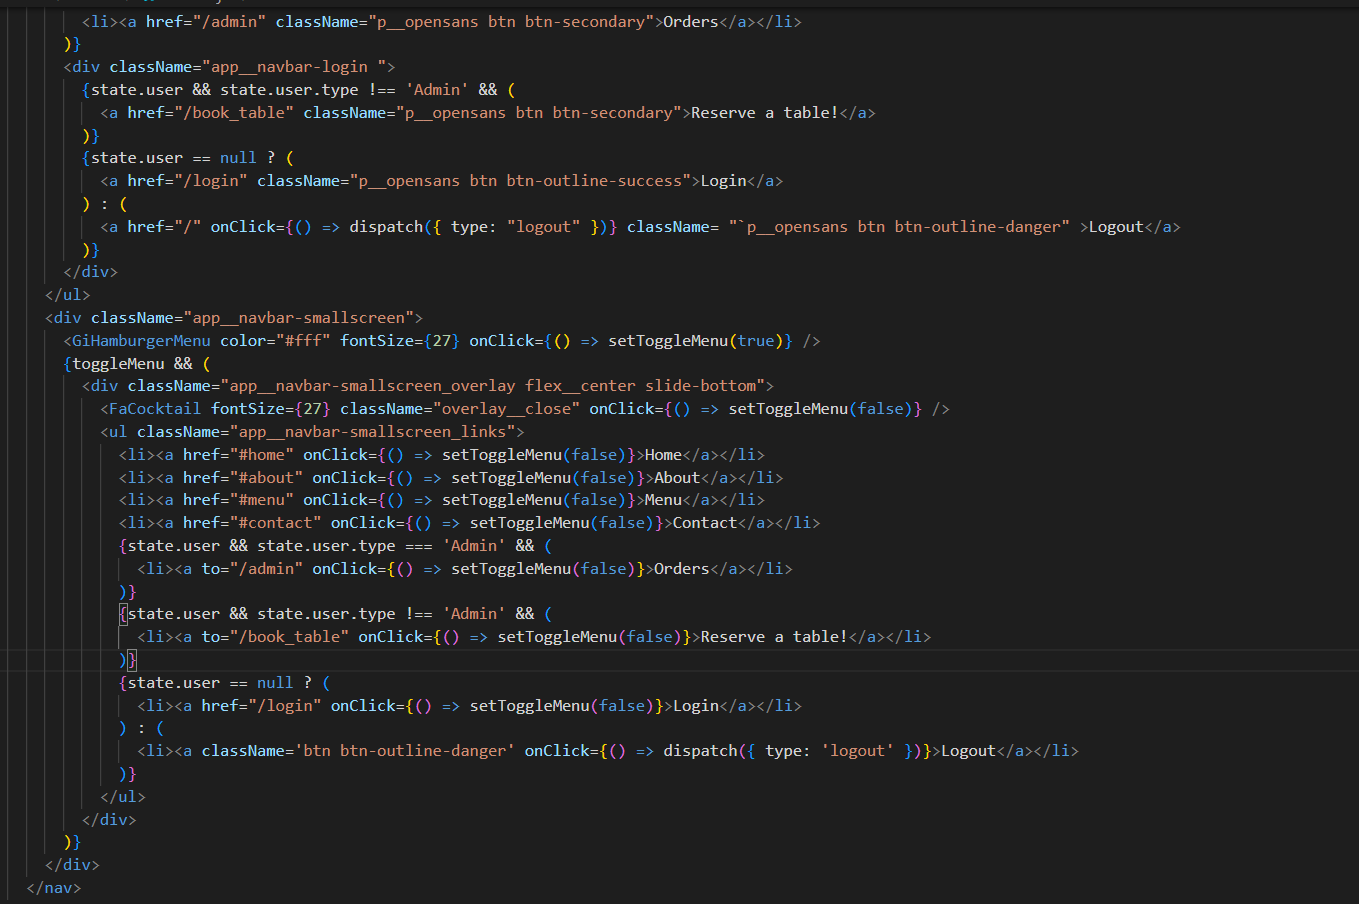 <li><a href="/admin" className="p__opensans btn btn-secondary">Orders</a></li>
)}
<div className="app__navbar-login ">
{state.user && state.user.type !== 'Admin' && (
<a href="/book_table" className="p__opensans btn btn-secondary">Reserve a table!</a>
)}
{state.user == null ? (
<a href="/login" className="p__opensans btn btn-outline-success">Login</a>
) : (
<a href="/" onClick={() => dispatch({ type: "logout" })} className= "`p__opensans btn btn-outline-danger" >Logout</a>
)}
</div>
</ul>
<div className="app__navbar-smallscreen">
<GiHamburgerMenu color="#fff" fontSize={27} onClick={() => setToggleMenu(true)} />
{toggleMenu && (
<div className="app__navbar-smallscreen_overlay flex__center slide-bottom">
<FaCocktail fontSize={27} className="overlay__close" onClick={() => setToggleMenu(false)} />
<ul className="app__navbar-smallscreen_links">
<li><a href="#home" onClick={() => setToggleMenu(false)}>Home</a></li>
<li><a href="#about" onClick={() => setToggleMenu(false)}>About</a></li>
<li><a href="#menu" onClick={() => setToggleMenu(false)}>Menu</a></li>
<li><a href="#contact" onClick={() => setToggleMenu(false)}>Contact</a></li>
{state.user && state.user.type === 'Admin' && (
<li><a to="/admin" onClick={() => setToggleMenu(false)}>Orders</a></li>
)}
{state.user && state.user.type !== 'Admin' && (
<li><a to="/book_table" onClick={() => setToggleMenu(false)}>Reserve a table!</a></li>
)}
{state.user == null ? (
<li><a href="/login" onClick={() => setToggleMenu(false)}>Login</a></li>
) : (
<li><a className='btn btn-outline-danger' onClick={() => dispatch({ type: 'logout' })}>Logout</a></li>
)}
</ul>
</div>
)}
</div>
</nav>